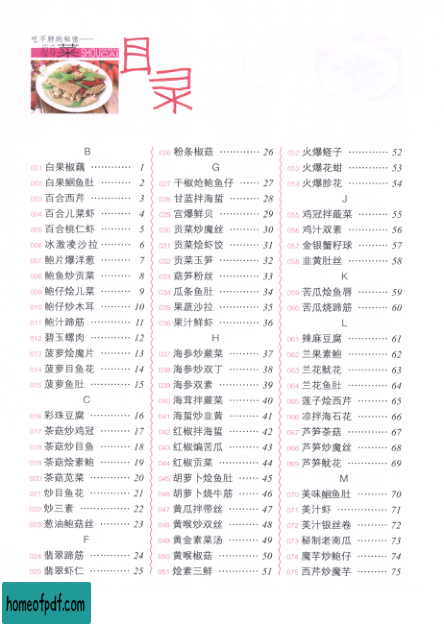 吃不胖的秘密——
瘦身菜SHOUCAI
目录
B
001 白果椒藕 ………… 1
002 白果鮰鱼肚 ………… 2
003 百合西芹 ………… 3
004 百合儿菜虾 ………… 4
005 百合桃仁虾 ………… 5
006 冰激凌沙拉 ………… 6
007 鲍片爆洋葱 ………… 7
008 鲍鱼炒贡菜 ………… 8
009 鲍仔烩儿菜 ………… 9
010 鲍仔炒木耳 ………… 10
011 鲍汁蹄筋 ………… 11
012 碧玉螺肉 ………… 12
013 菠萝烩魔片 ………… 13
014 菠萝目鱼花 ………… 14
015 菠萝鱼肚 ………… 15
C
016 彩珠豆腐 ………… 16
017 茶菇炒鸡冠 ………… 17
018 茶菇炒目鱼 ………… 18
019 茶菇烩素鲍 ………… 19
020 茶菇苋菜 ………… 20
021 炒目鱼花 ………… 21
022 炒三素 ………… 22
023 葱油鲍菇丝 ………… 23
F
024 翡翠蹄筋 ………… 24
025 翡翠虾仁 ………… 25
026 粉条椒菇 ………… 26
G
027 干椒炝鲍鱼仔 ………… 27
028 甘蓝拌海蜇 ………… 28
029 宫爆鲜贝 ………… 29
030 贡菜炒魔丝 ………… 30
031 贡菜烩虾饺 ………… 31
032 贡菜玉笋 ………… 32
033 菇笋粉丝 ………… 33
034 瓜条鱼肚 ………… 34
035 果蔬沙拉 ………… 35
036 果汁鲜虾 ………… 36
H
037 海参炒蕨菜 ………… 37
038 海参炒双丁 ………… 38
039 海参双素 ………… 39
040 海茸拌蕨菜 ………… 40
041 海蜇炒韭黄 ………… 41
042 红椒拌海蜇 ………… 42
043 红椒煸苦瓜 ………… 43
044 红椒贡菜 ………… 44
045 胡萝卜烩鱼肚 ………… 45
046 胡萝卜烧牛筋 ………… 46
047 黄瓜拌带丝 ………… 47
048 黄喉炒双丝 ………… 48
049 黄金素菜汤 ………… 49
050 黄喉椒菇 ………… 50
051 烩素三鲜 ………… 51
052 火爆蛏子 ………… 52
053 火爆花蚶 ………… 53
054 火爆胗花 ………… 54
J
055 鸡冠拌蕺菜 ………… 55
056 鸡汁双素 ………… 56
057 金银蟹籽球 ………… 57
058 韭黄肚丝 ………… 58
K
059 苦瓜烩鱼唇 ………… 59
060 苦瓜烧蹄筋 ………… 60
L
061 辣麻豆腐 ………… 61
062 兰果素鲍 ………… 62
063 兰花鱿花 ………… 63
064 兰花鱼肚 ………… 64
065 莲子烩西芹 ………… 65
066 凉拌海石花 ………… 66
067 芦笋茶菇 ………… 67
068 芦笋炒魔丝 ………… 68
069 芦笋鱿花 ………… 69
M
070 美味鮰鱼肚 ………… 70
071 美汁虾 ………… 71
072 美汁银丝卷 ………… 72
073 秘制老南瓜 ………… 73
074 魔芋炒鲍仔 ………… 74
075 西芹炒魔芋 ………… 75
homeofpdf.com